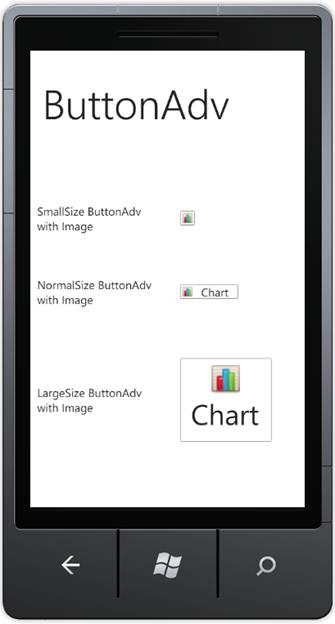 ButtonAdv
SmallSize ButtonAdv
with Image
NormalSize ButtonAdv
with Image
Chart
LargeSize ButtonAdv
with Image
Chart